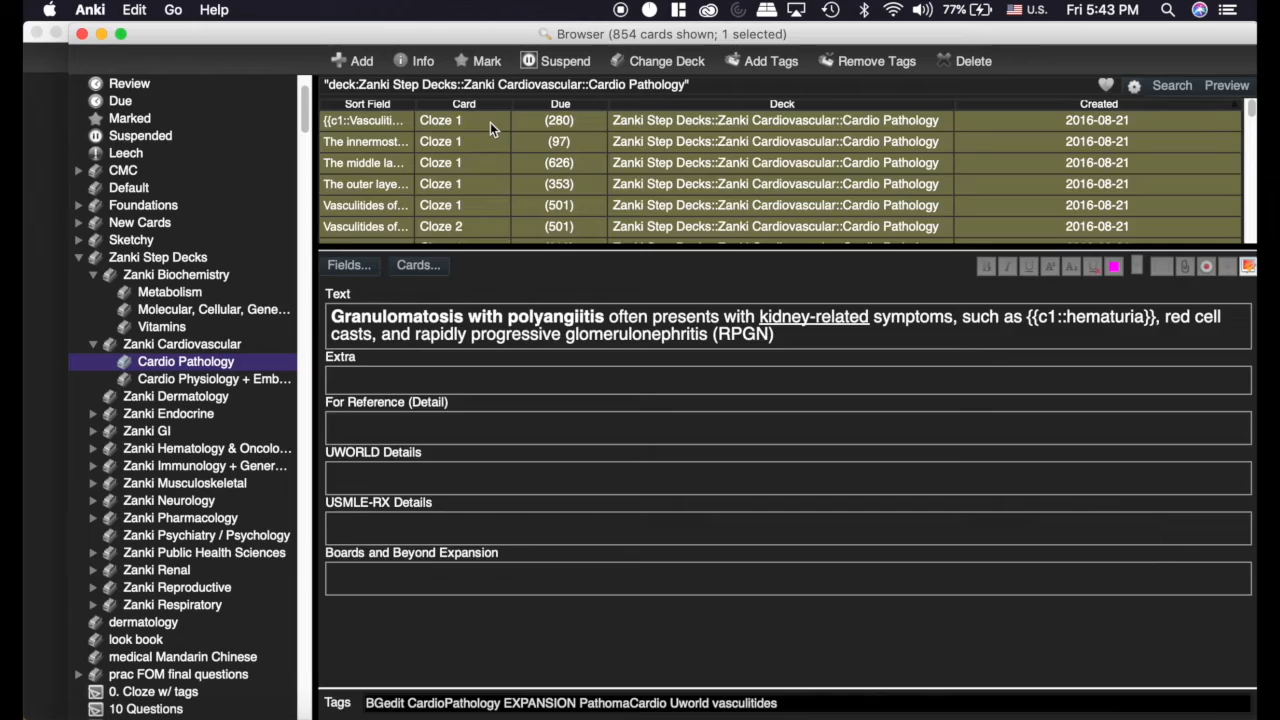 Anki Edit Go Help 77% U.S. Fri 5:43 PM
Browser (854 cards shown; 1 selected)
Add Info Mark Suspend Change Deck Add Tags Remove Tags Delete
"deck:Zanki Step Decks::Zanki Cardiovascular::Cardio Pathology" Search Preview
Sort Field Card Due Deck Created
{{c1::Vasculiti... Cloze 1 (280) Zanki Step Decks::Zanki Cardiovascular::Cardio Pathology 2016-08-21
The innermost... Cloze 1 (97) Zanki Step Decks::Zanki Cardiovascular::Cardio Pathology 2016-08-21
The middle la... Cloze 1 (626) Zanki Step Decks::Zanki Cardiovascular::Cardio Pathology 2016-08-21
The outer laye... Cloze 1 (353) Zanki Step Decks::Zanki Cardiovascular::Cardio Pathology 2016-08-21
Vasculitides of... Cloze 1 (501) Zanki Step Decks::Zanki Cardiovascular::Cardio Pathology 2016-08-21
Vasculitides of... Cloze 2 (501) Zanki Step Decks::Zanki Cardiovascular::Cardio Pathology 2016-08-21
Review
Due
Marked
Suspended
Leech
CMC
Default
Foundations
New Cards
Sketchy
Zanki Step Decks
Zanki Biochemistry
Metabolism
Molecular, Cellular, Gene...
Vitamins
Zanki Cardiovascular
Cardio Pathology
Cardio Physiology + Emb...
Zanki Dermatology
Zanki Endocrine
Zanki GI
Zanki Hematology & Oncolo...
Zanki Immunology + Gener...
Zanki Musculoskeletal
Zanki Neurology
Zanki Pharmacology
Zanki Psychiatry / Psychology
Zanki Public Health Sciences
Zanki Renal
Zanki Reproductive
Zanki Respiratory
dermatology
look book
medical Mandarin Chinese
prac FOM final questions
0. Cloze w/ tags
10 Questions
Fields... Cards...
Text
Granulomatosis with polyangiitis often presents with kidney-related symptoms, such as {{c1::hematuria}}, red cell
casts, and rapidly progressive glomerulonephritis (RPGN)
Extra
For Reference (Detail)
UWORLD Details
USMLE-RX Details
Boards and Beyond Expansion
Tags BGedit CardioPathology EXPANSION PathomaCardio Uworld vasculitides